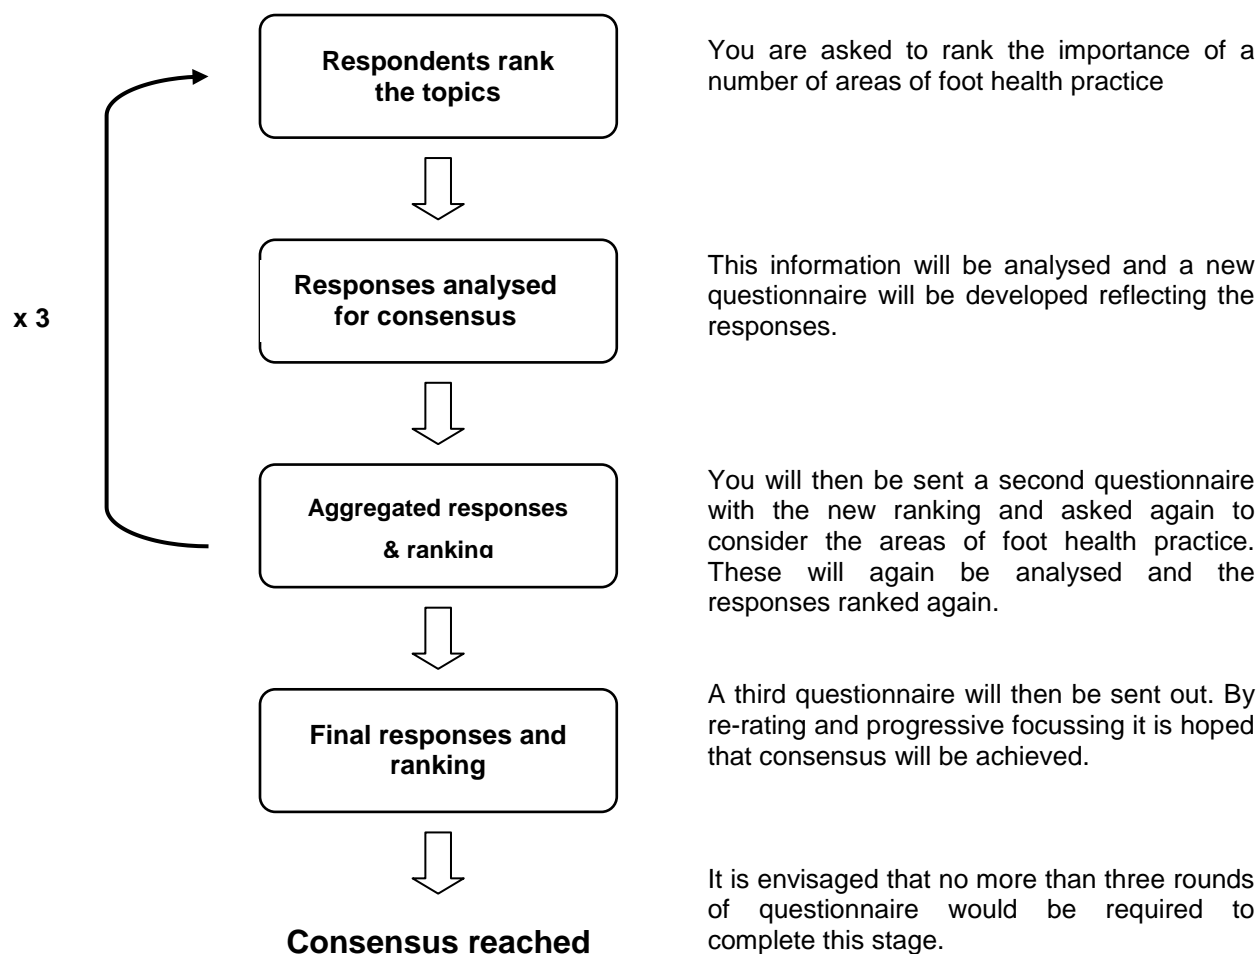 Respondents rank
the topics
You are asked to rank the importance of a
number of areas of foot health practice
x 3
Responses analysed
for consensus
This information will be analysed and a new
questionnaire will be developed reflecting the
responses.
Aggregated responses
& ranking
You will then be sent a second questionnaire
with the new ranking and asked again to
consider the areas of foot health practice.
These will again be analysed and the
responses ranked again.
Final responses and
ranking
A third questionnaire will then be sent out. By
re-rating and progressive focussing it is hoped
that consensus will be achieved.
Consensus reached
It is envisaged that no more than three rounds
of questionnaire would be required to
complete this stage.